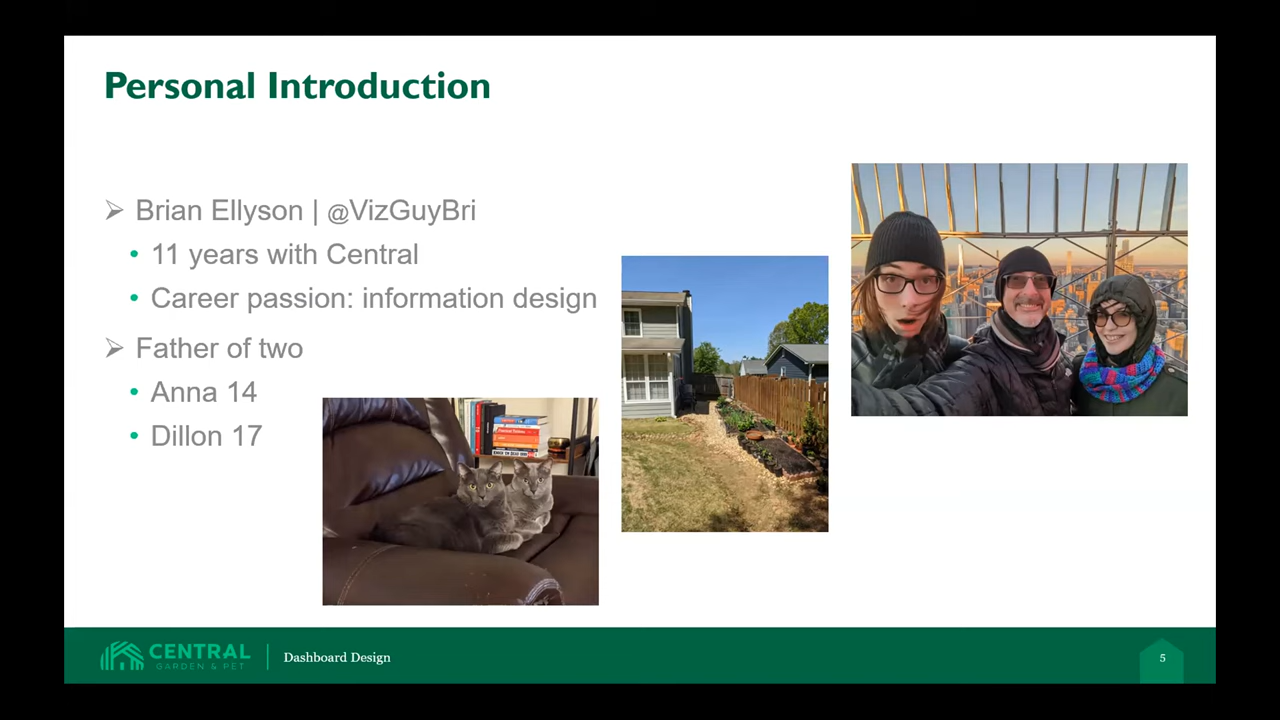 Personal Introduction
➢ Brian Ellyson | @VizGuyBri
• 11 years with Central
• Career passion: information design
➢ Father of two
• Anna 14
• Dillon 17
CENTRAL
GARDEN & PET
Dashboard Design
5